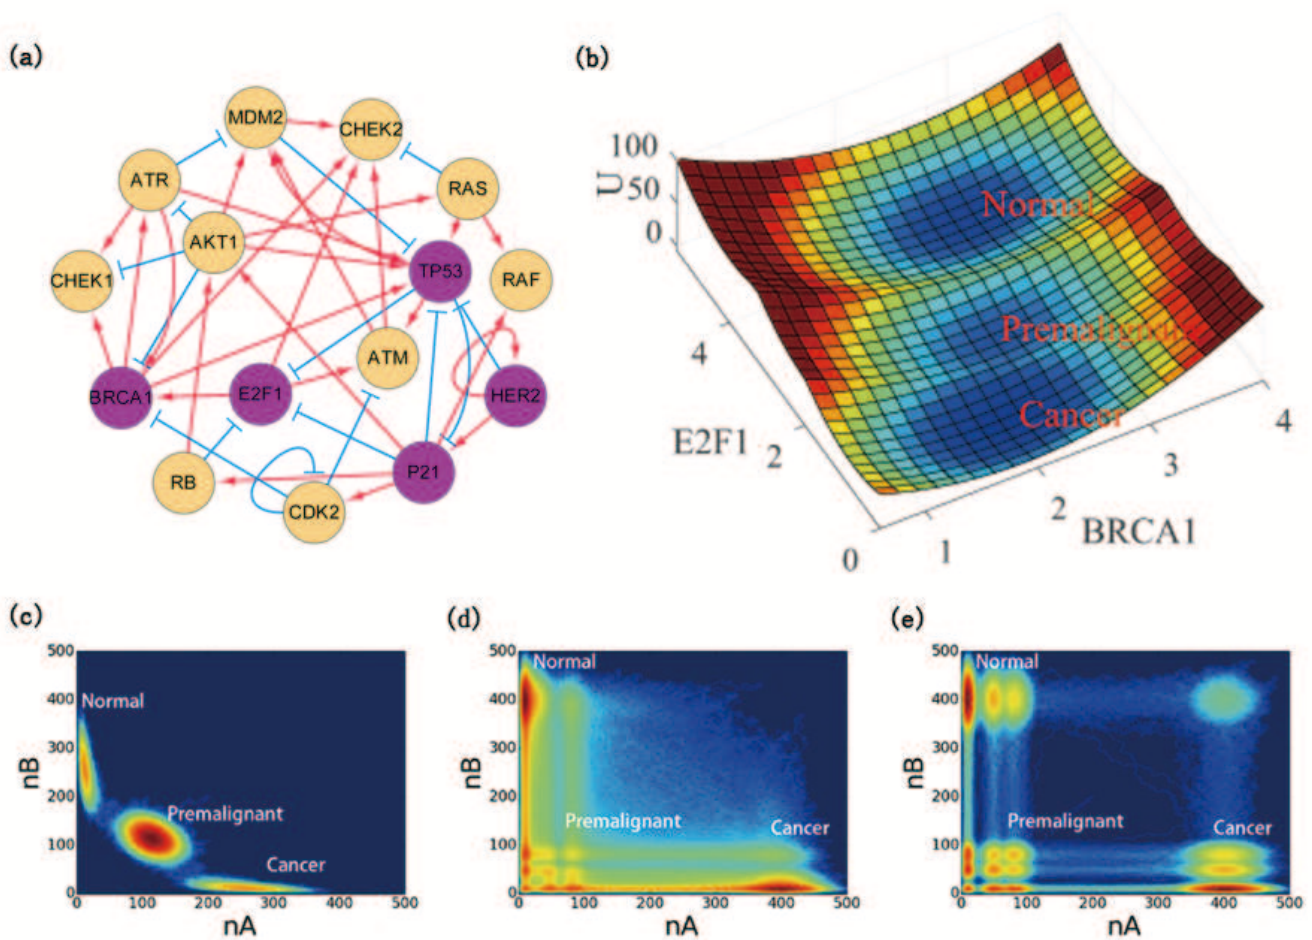 (a)
MDM2
CHEK2
ATR
RAS
AKT1
TP53
CHEK1
RAF
ATM
BRCA1
E2F1
HER2
RB
P21
CDK2
(b)
100
50
0
U
Normal
Premalignant
Cancer
4
E2F1 2
0
1
2
3
4
BRCA1
(c)
500
400
300
200
100
0
nB
Normal
Premalignant
Cancer
0 100 200 300 400 500
nA
(d)
500
400
300
200
100
0
nB
Normal
Premalignant
Cancer
0 100 200 300 400 500
nA
(e)
500
400
300
200
100
0
nB
Normal
Premalignant
Cancer
0 100 200 300 400 500
nA